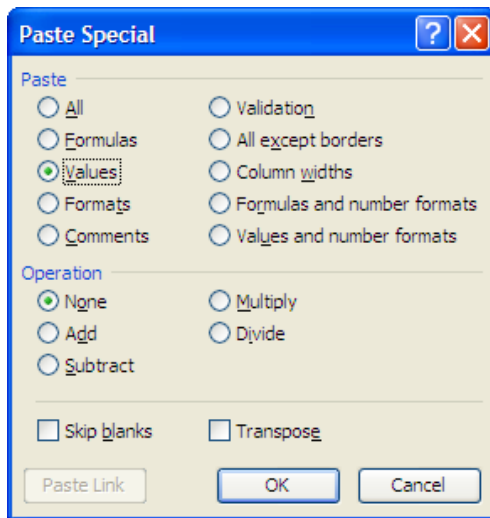 Paste Special
Paste
All
Validation
Formulas
All except borders
Values
Column widths
Formats
Formulas and number formats
Comments
Values and number formats
Operation
None
Multiply
Add
Divide
Subtract
Skip blanks
Transpose
Paste Link
OK
Cancel